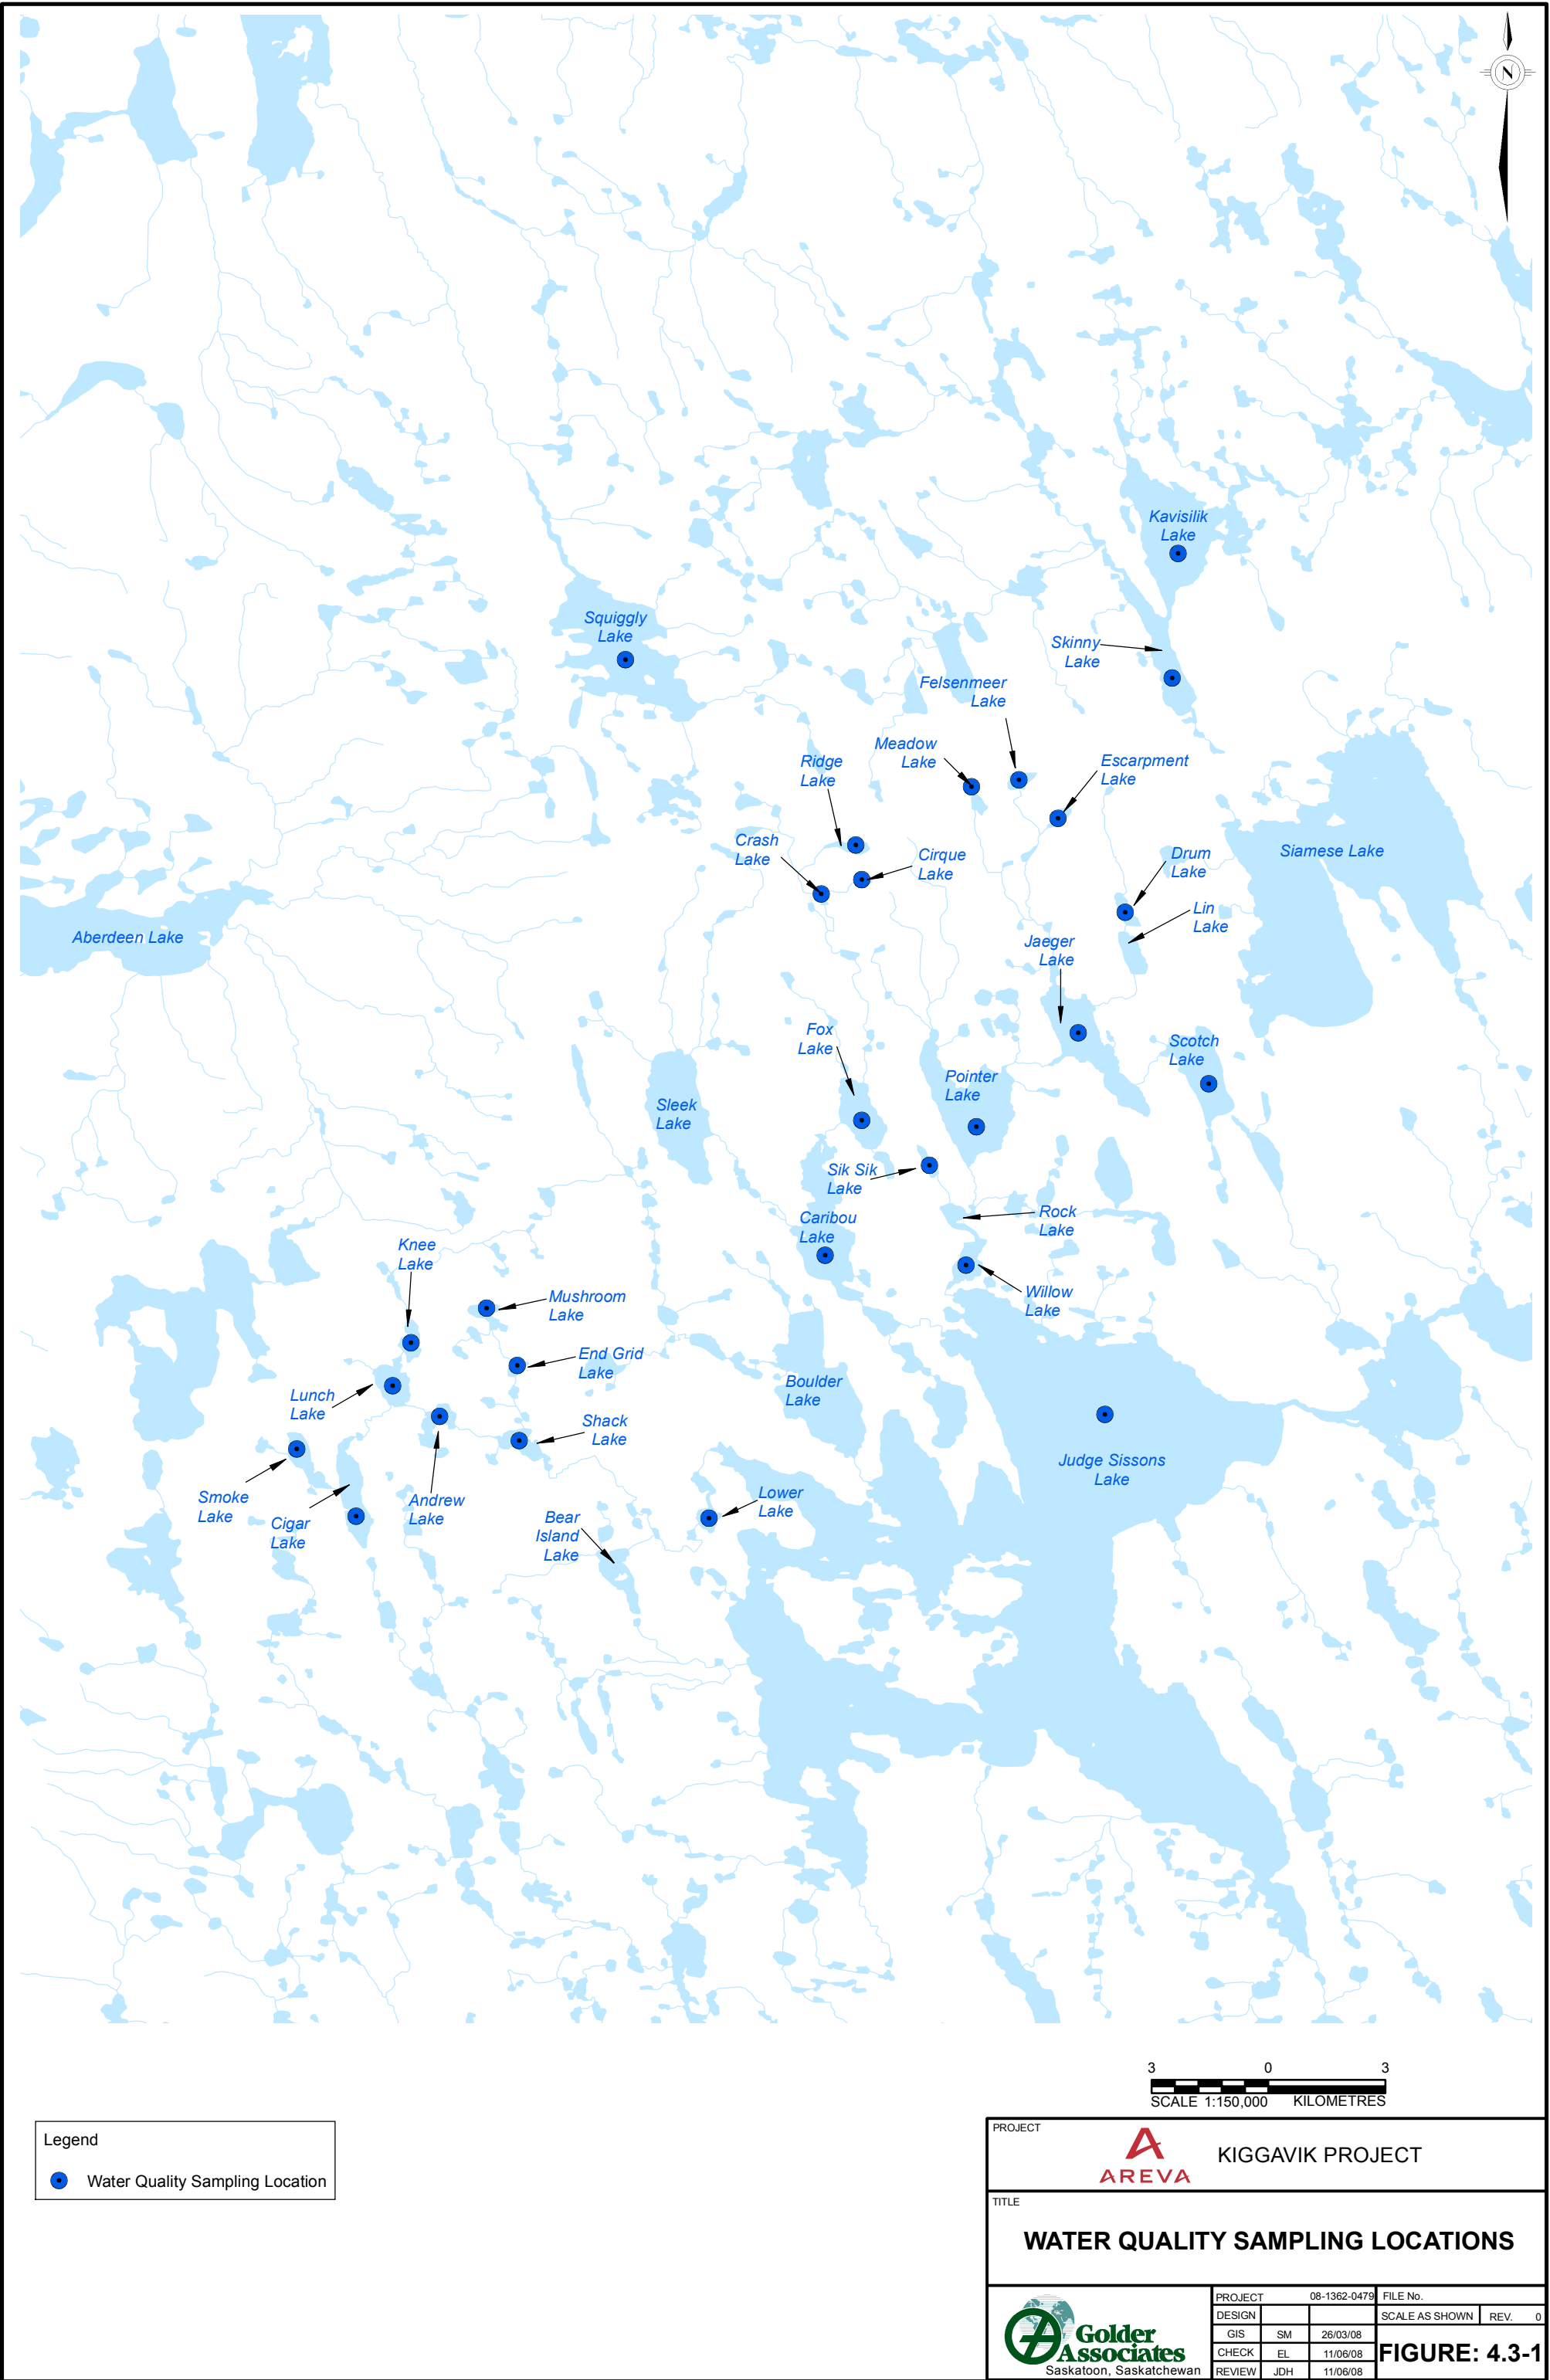 N
Kavisilik
Lake
Squiggly
Lake
Skinny
Lake
Felsenmeer
Lake
Meadow
Lake
Ridge
Lake
Escarpment
Lake
Crash
Lake
Cirque
Lake
Drum
Lake
Siamese Lake
Lin
Lake
Aberdeen Lake
Jaeger
Lake
Fox
Lake
Scotch
Lake
Pointer
Lake
Sleek
Lake
Sik Sik
Lake
Rock
Lake
Caribou
Lake
Knee
Lake
Willow
Lake
Mushroom
Lake
End Grid
Lake
Boulder
Lake
Lunch
Lake
Shack
Lake
Judge Sissons
Lake
Smoke
Lake
Cigar
Lake
Andrew
Lake
Lower
Lake
Bear
Island
Lake
3 0 3
SCALE 1:150,000 KILOMETRES
Legend
Water Quality Sampling Location
PROJECT
AREVA
KIGGAVIK PROJECT
TITLE
WATER QUALITY SAMPLING LOCATIONS
Golder
Associates
Saskatoon, Saskatchewan
PROJECT 08-1362-0479 FILE No.
DESIGN SCALE AS SHOWN REV. 0
GIS SM 26/03/08
CHECK EL 11/06/08
REVIEW JDH 11/06/08
FIGURE: 4.3-1